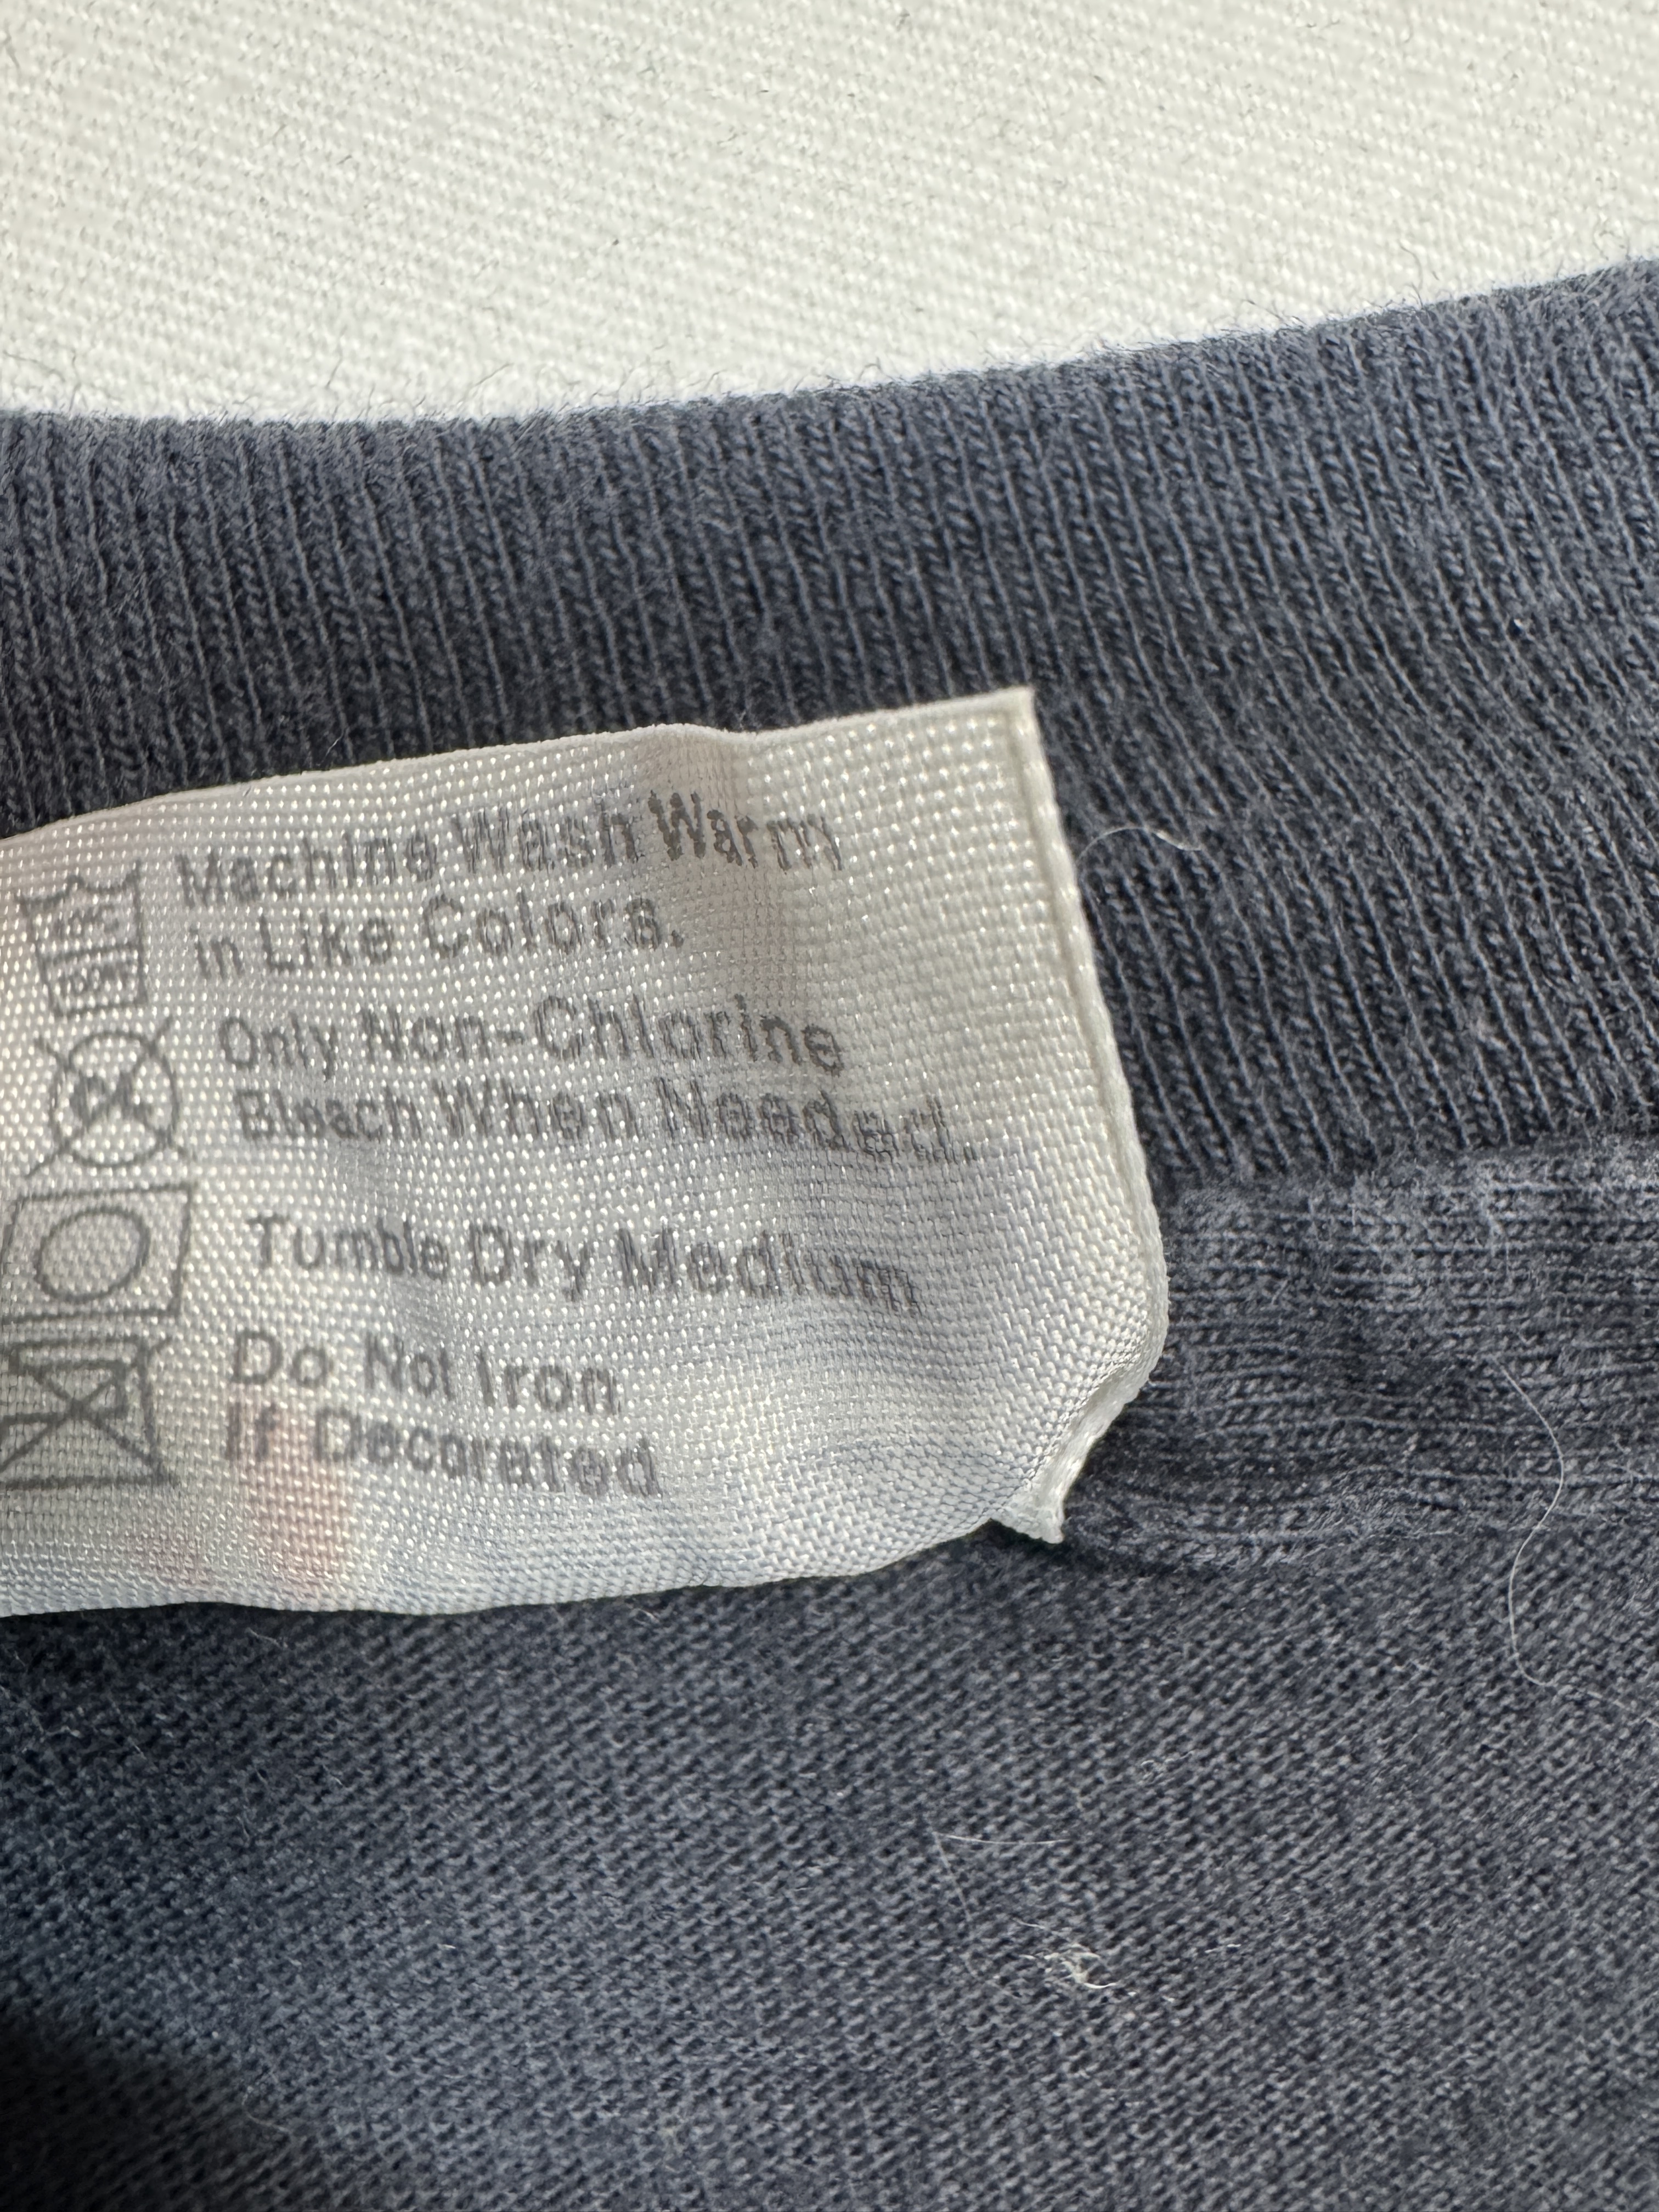 Machine Wash Warm
in Like Colors.
Only Non-Chlorine
Bleach When Needed.
Tumble Dry Medium
Do Not Iron
If Decorated